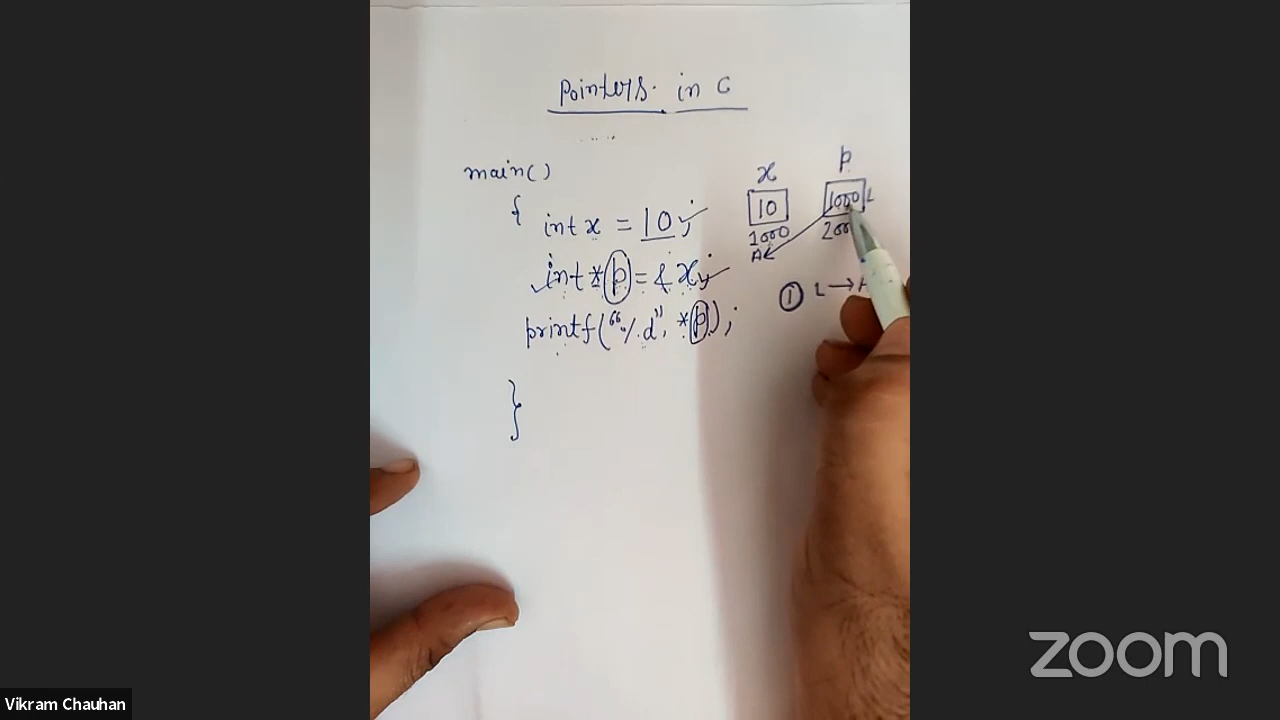 Pointers. in C
main()
{
int x = 10;
int *p = &x;
printf("%d", *p);
}
x
10
1000
A
p
1000 L
① L →
Vikram Chauhan
zoom